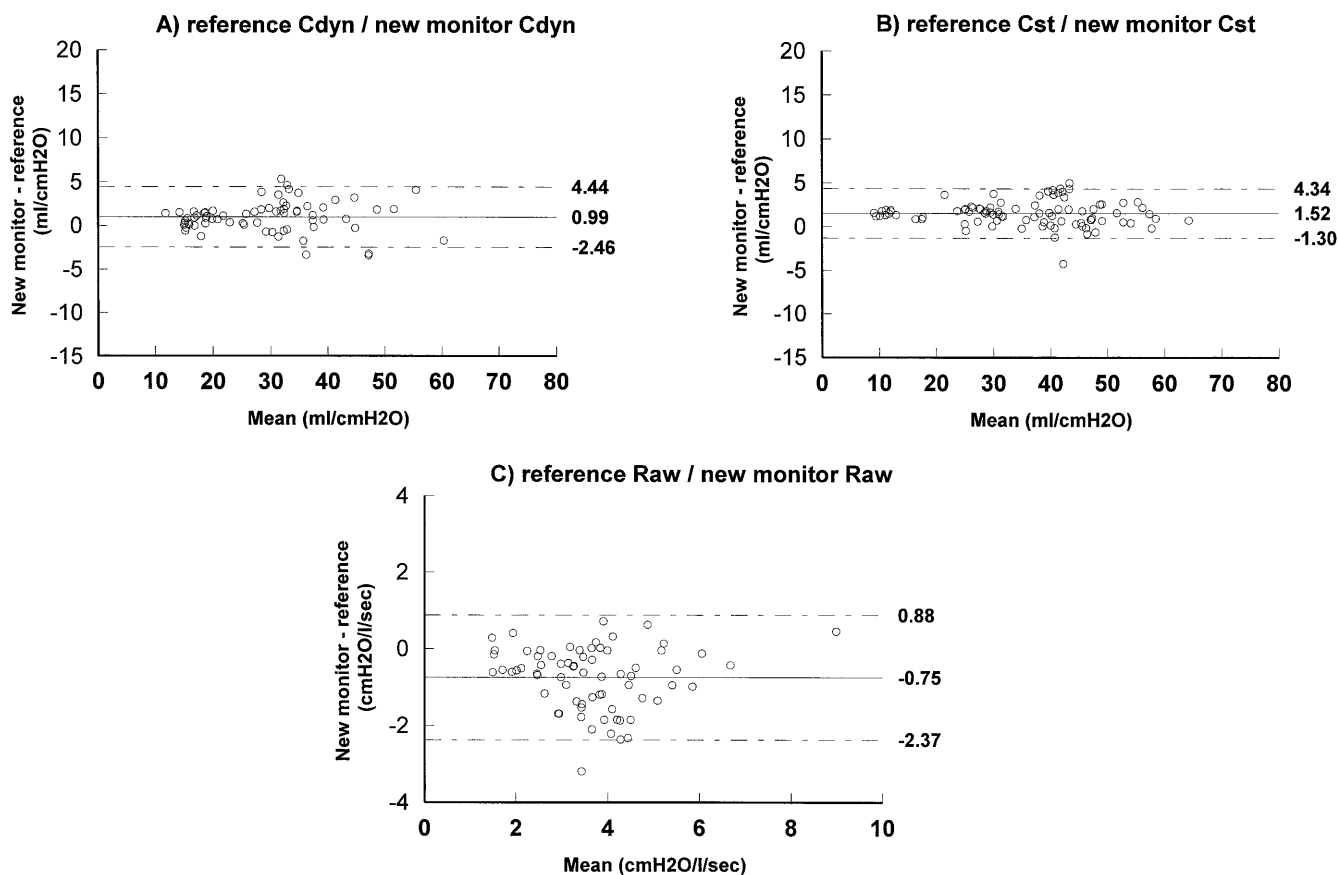 A) reference Cdyn / new monitor Cdyn
New monitor - reference
(ml/cmH2O)
20
15
10
5
0
-5
-10
-15
4.44
0.99
-2.46
0 10 20 30 40 50 60 70 80
Mean (ml/cmH2O)
B) reference Cst / new monitor Cst
New monitor - reference
(ml/cmH2O)
20
15
10
5
0
-5
-10
-15
4.34
1.52
-1.30
0 10 20 30 40 50 60 70 80
Mean (ml/cmH2O)
C) reference Raw / new monitor Raw
New monitor - reference
(cmH2O/l/sec)
4
2
0
-2
-4
0.88
-0.75
-2.37
0 2 4 6 8 10
Mean (cmH2O/l/sec)